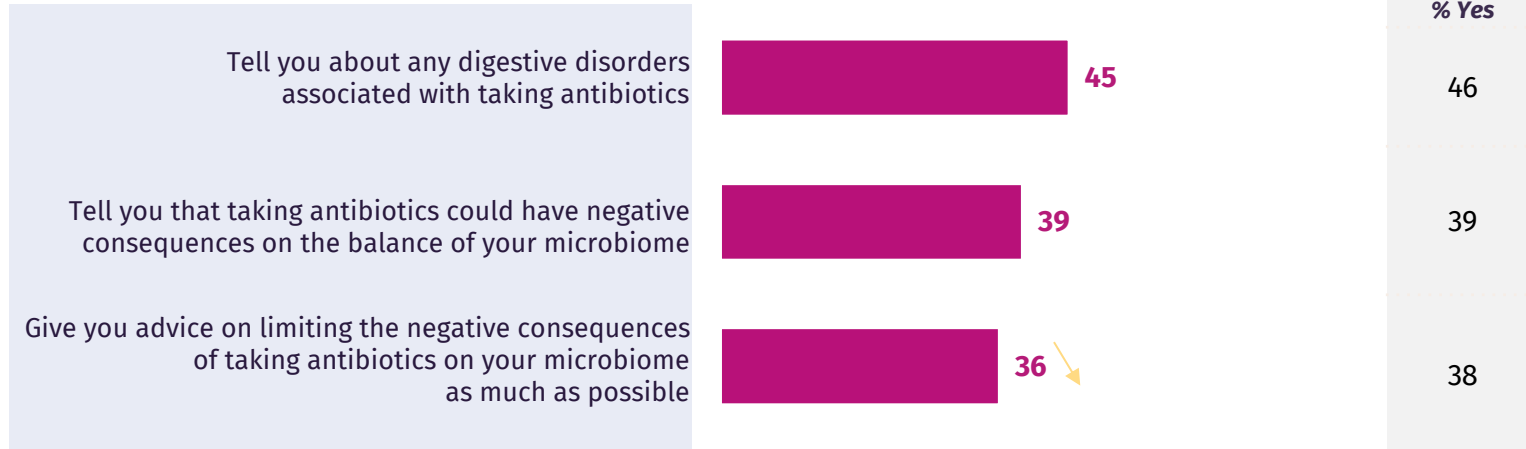 % Yes
Tell you about any digestive disorders
associated with taking antibiotics
45
46
Tell you that taking antibiotics could have negative
consequences on the balance of your microbiome
39
39
Give you advice on limiting the negative consequences
of taking antibiotics on your microbiome
as much as possible
36
38